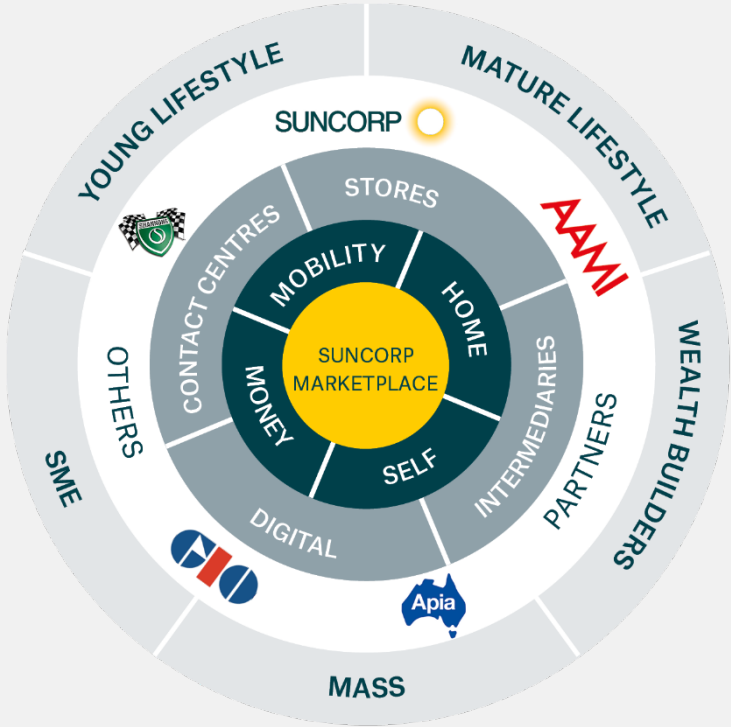 YOUNG LIFESTYLE
MATURE LIFESTYLE
WEALTH BUILDERS
MASS
SME
SUNCORP
AAMI
PARTNERS
Apia
GIO
OTHERS
SHANNONS
STORES
INTERMEDIARIES
DIGITAL
CONTACT CENTRES
MOBILITY
HOME
SELF
MONEY
SUNCORP
MARKETPLACE